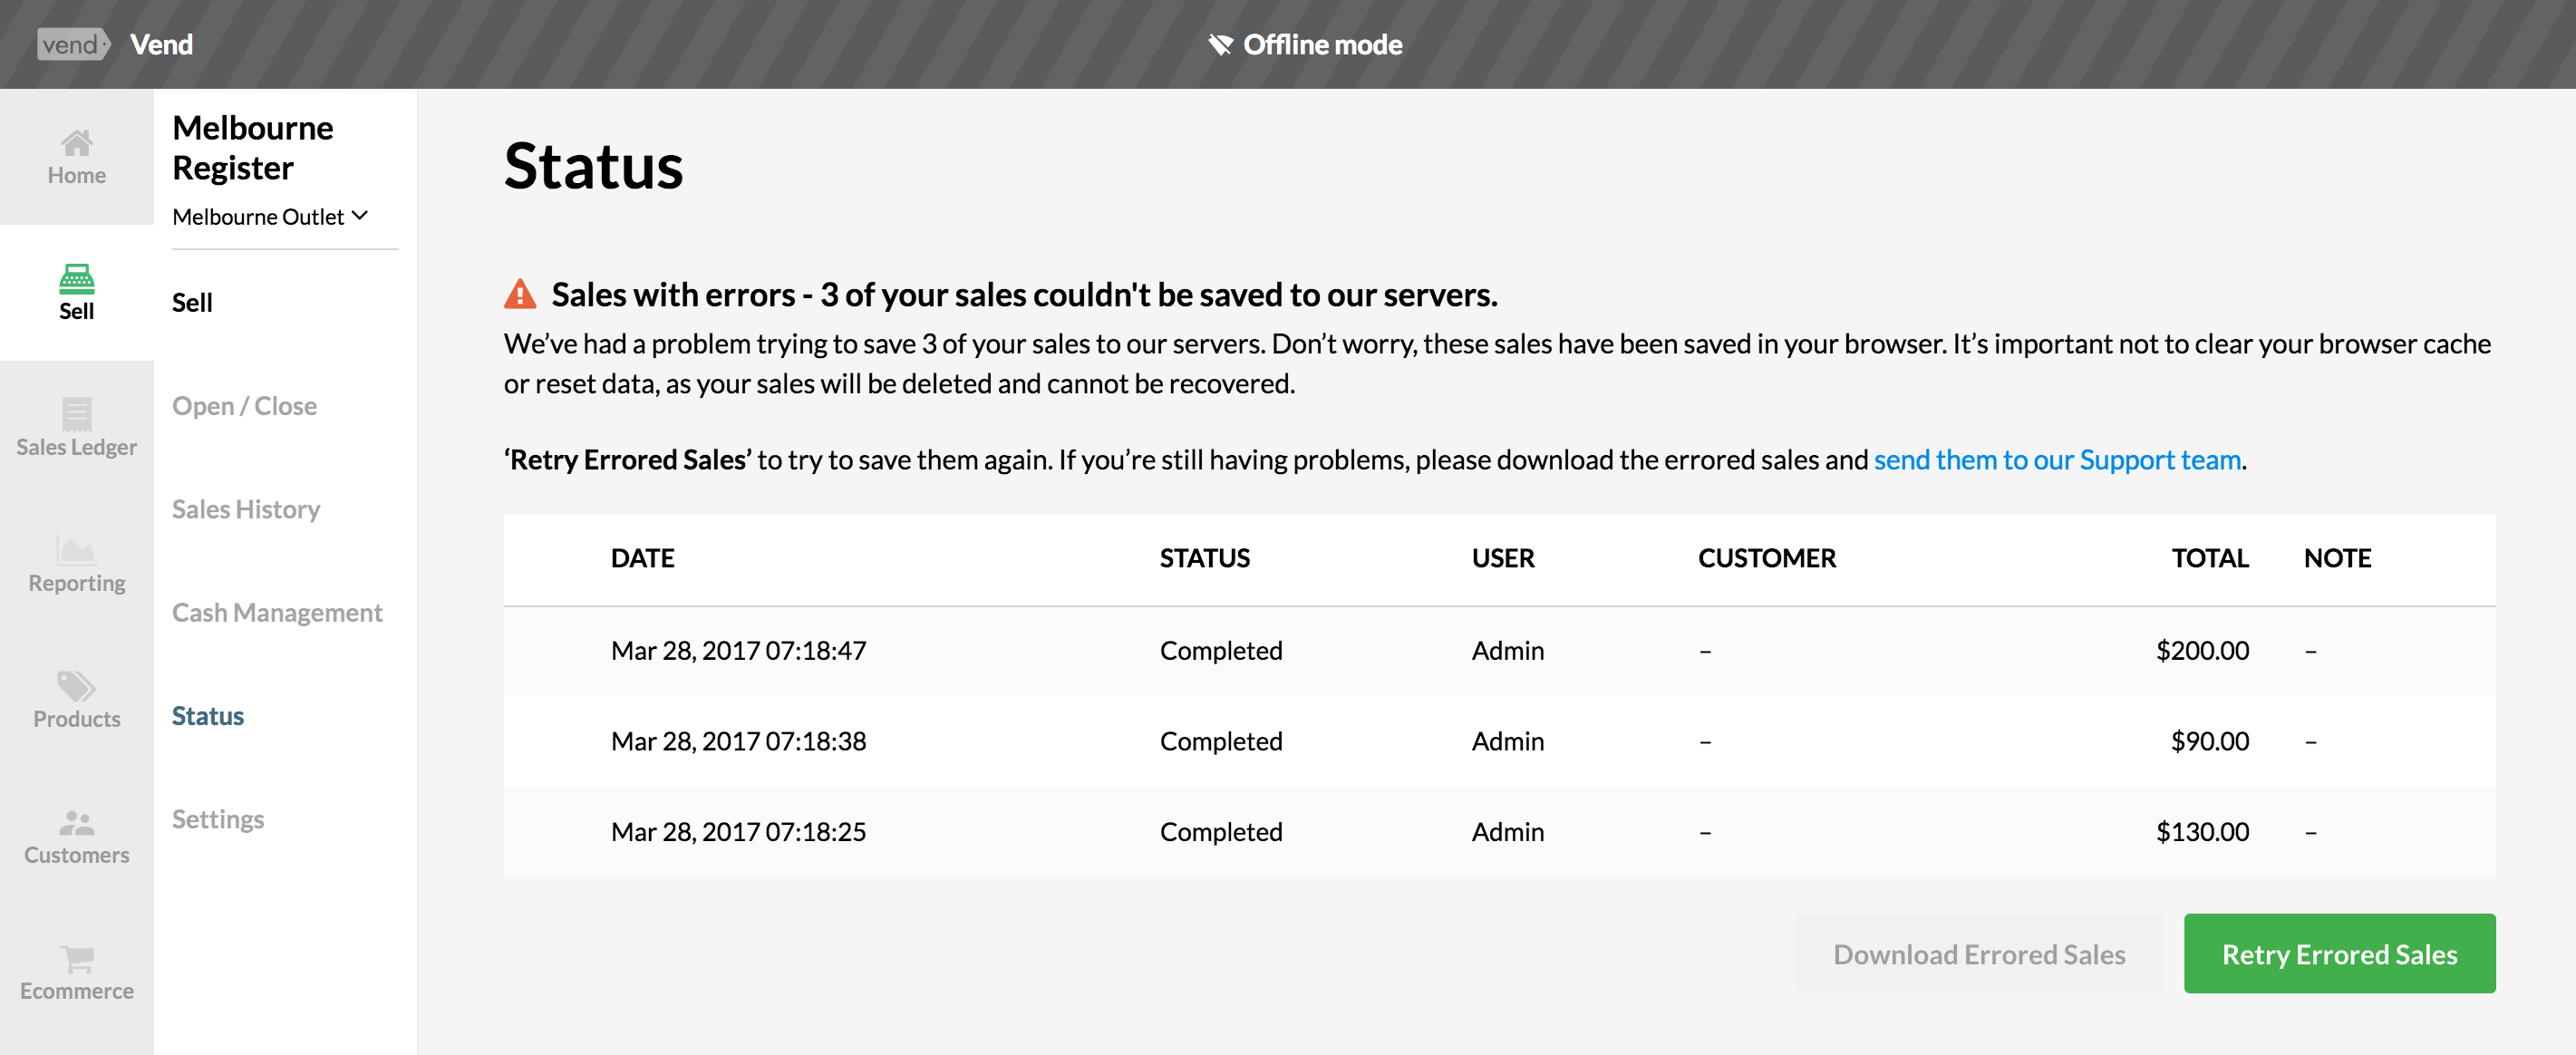 vend Vend
Offline mode
Home
Sell
Sales Ledger
Reporting
Products
Customers
Ecommerce
Melbourne
Register
Melbourne Outlet
Sell
Open / Close
Sales History
Cash Management
Status
Settings
Status
Sales with errors - 3 of your sales couldn't be saved to our servers.
We’ve had a problem trying to save 3 of your sales to our servers. Don’t worry, these sales have been saved in your browser. It’s important not to clear your browser cache
or reset data, as your sales will be deleted and cannot be recovered.
‘Retry Errored Sales’ to try to save them again. If you’re still having problems, please download the errored sales and send them to our Support team.
DATE STATUS USER CUSTOMER TOTAL NOTE
Mar 28, 2017 07:18:47 Completed Admin – $200.00 –
Mar 28, 2017 07:18:38 Completed Admin – $90.00 –
Mar 28, 2017 07:18:25 Completed Admin – $130.00 –
Download Errored Sales Retry Errored Sales